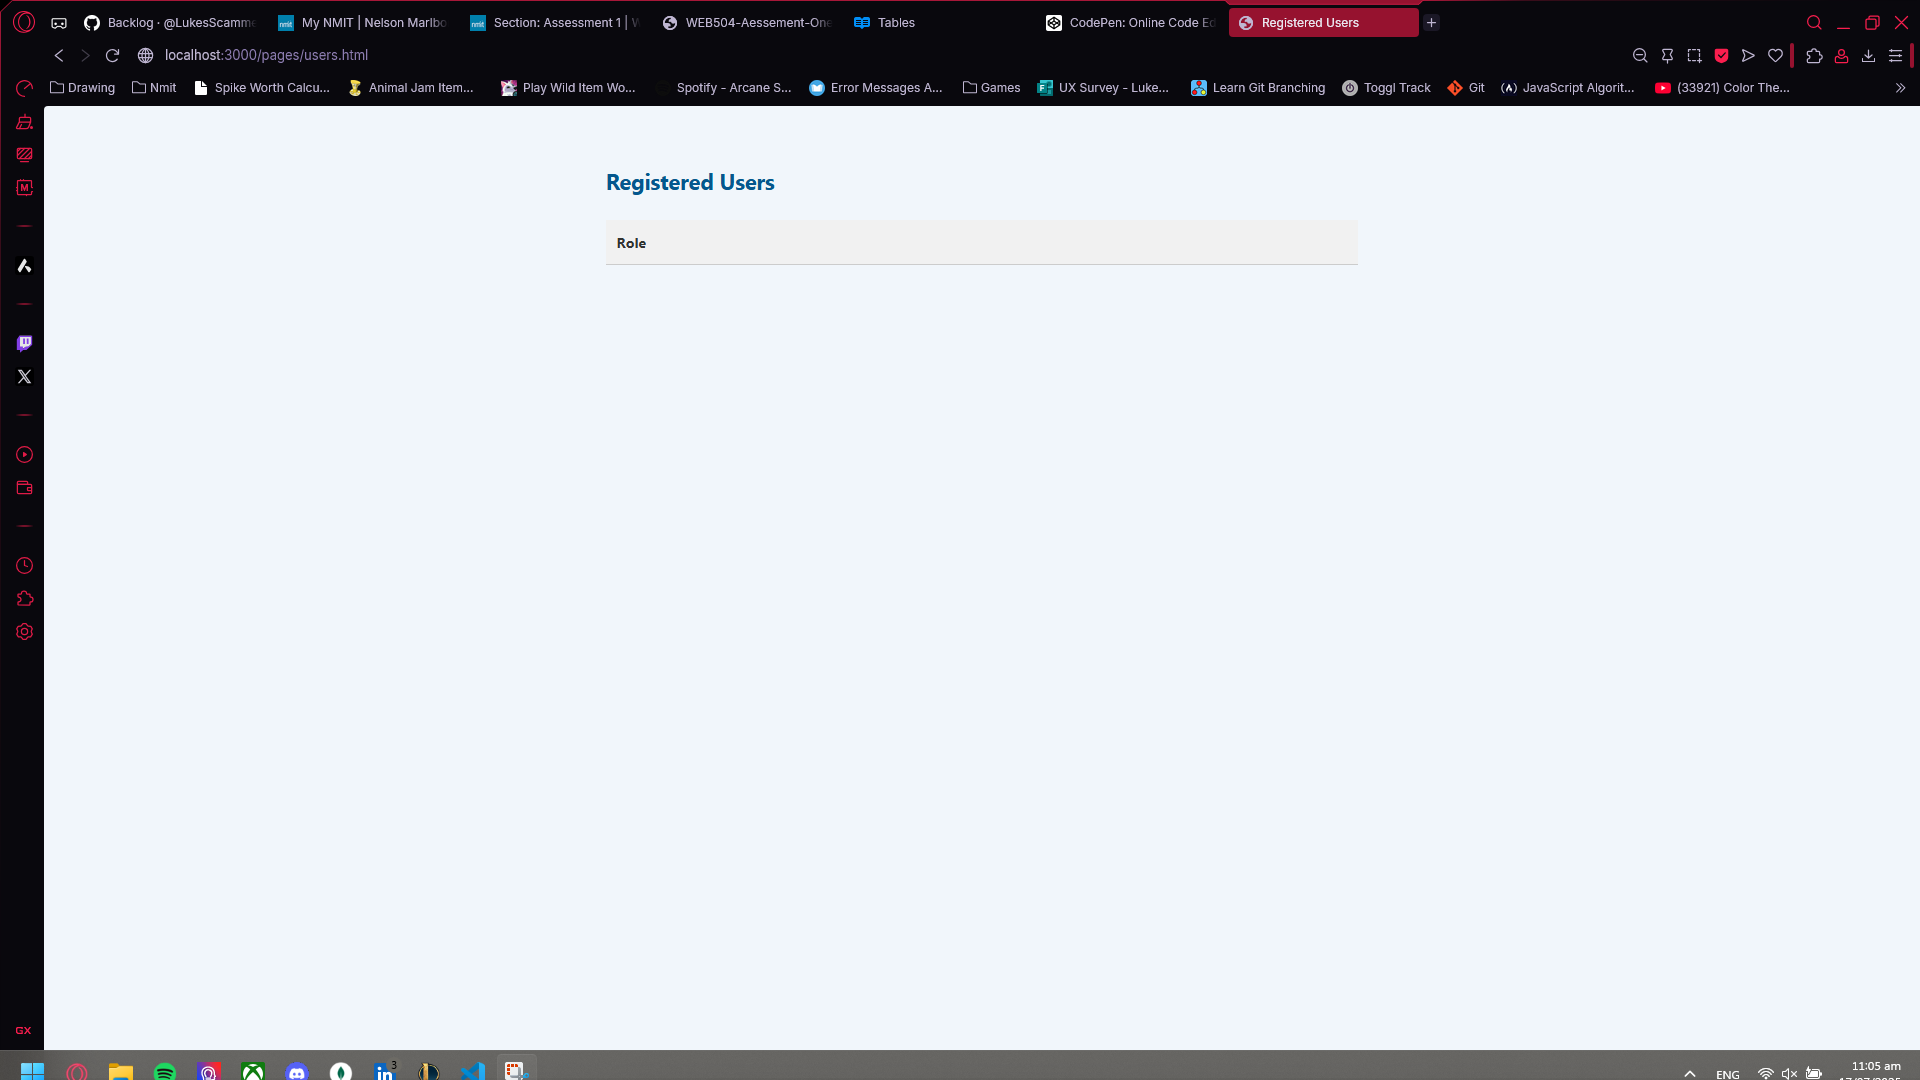 Backlog · @LukesScamme
My NMIT | Nelson Marlbo
Section: Assessment 1 | W
WEB504-Aessement-One
Tables
CodePen: Online Code Ed
Registered Users
localhost:3000/pages/users.html
Drawing
Nmit
Spike Worth Calcu...
Animal Jam Item...
Play Wild Item Wo...
Spotify - Arcane S...
Error Messages A...
Games
UX Survey - Luke...
Learn Git Branching
Toggl Track
Git
JavaScript Algorit...
(33921) Color The...
Registered Users
Role
GX
3
ENG
11:05 am